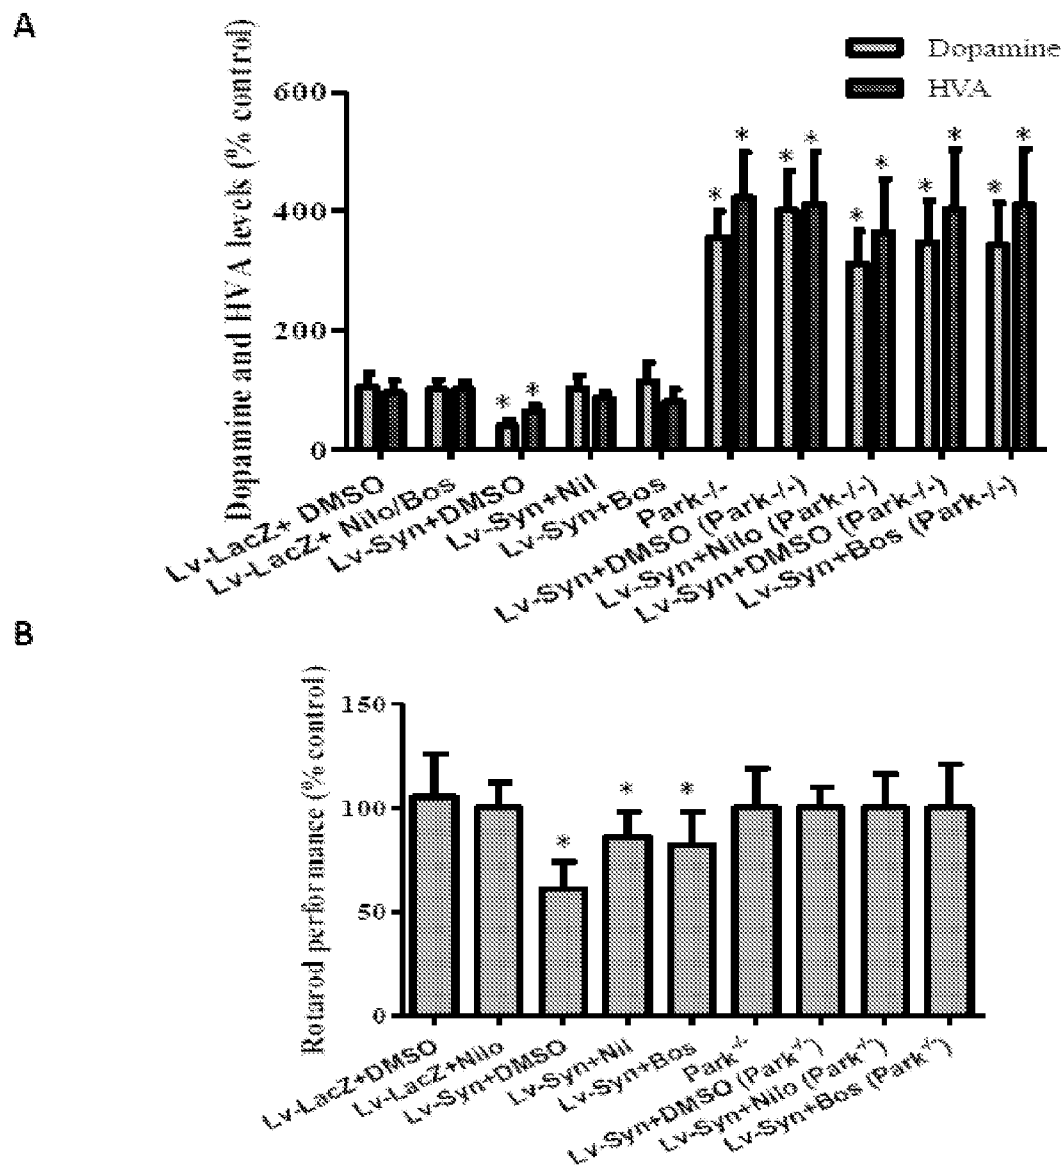 A
Dopamine
HVA
Dopamine and HVA levels (% control)
600
400
200
0
* * * * * * * * * * * *
Lv-LacZ+ DMSO
Lv-LacZ+ Nilo/Bos
Lv-Syn+DMSO
Lv-Syn+Nil
Lv-Syn+Bos
Park-/-
Lv-Syn+DMSO (Park-/-)
Lv-Syn+Nilo (Park-/-)
Lv-Syn+DMSO (Park-/-)
Lv-Syn+Bos (Park-/-)
B
Rotarod performance (% control)
150
100
50
0
* * *
Lv-LacZ+DMSO
Lv-LacZ+Nilo
Lv-Syn+DMSO
Lv-Syn+Nil
Lv-Syn+Bos
Park-/-
Lv-Syn+DMSO (Park-/-)
Lv-Syn+Nilo (Park-/-)
Lv-Syn+Bos (Park-/-)